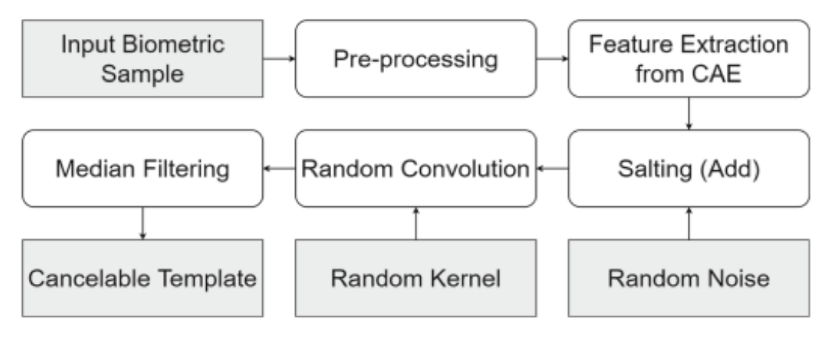 Input Biometric
Sample
Pre-processing
Feature Extraction
from CAE
Salting (Add)
Random Convolution
Median Filtering
Cancelable Template
Random Kernel
Random Noise